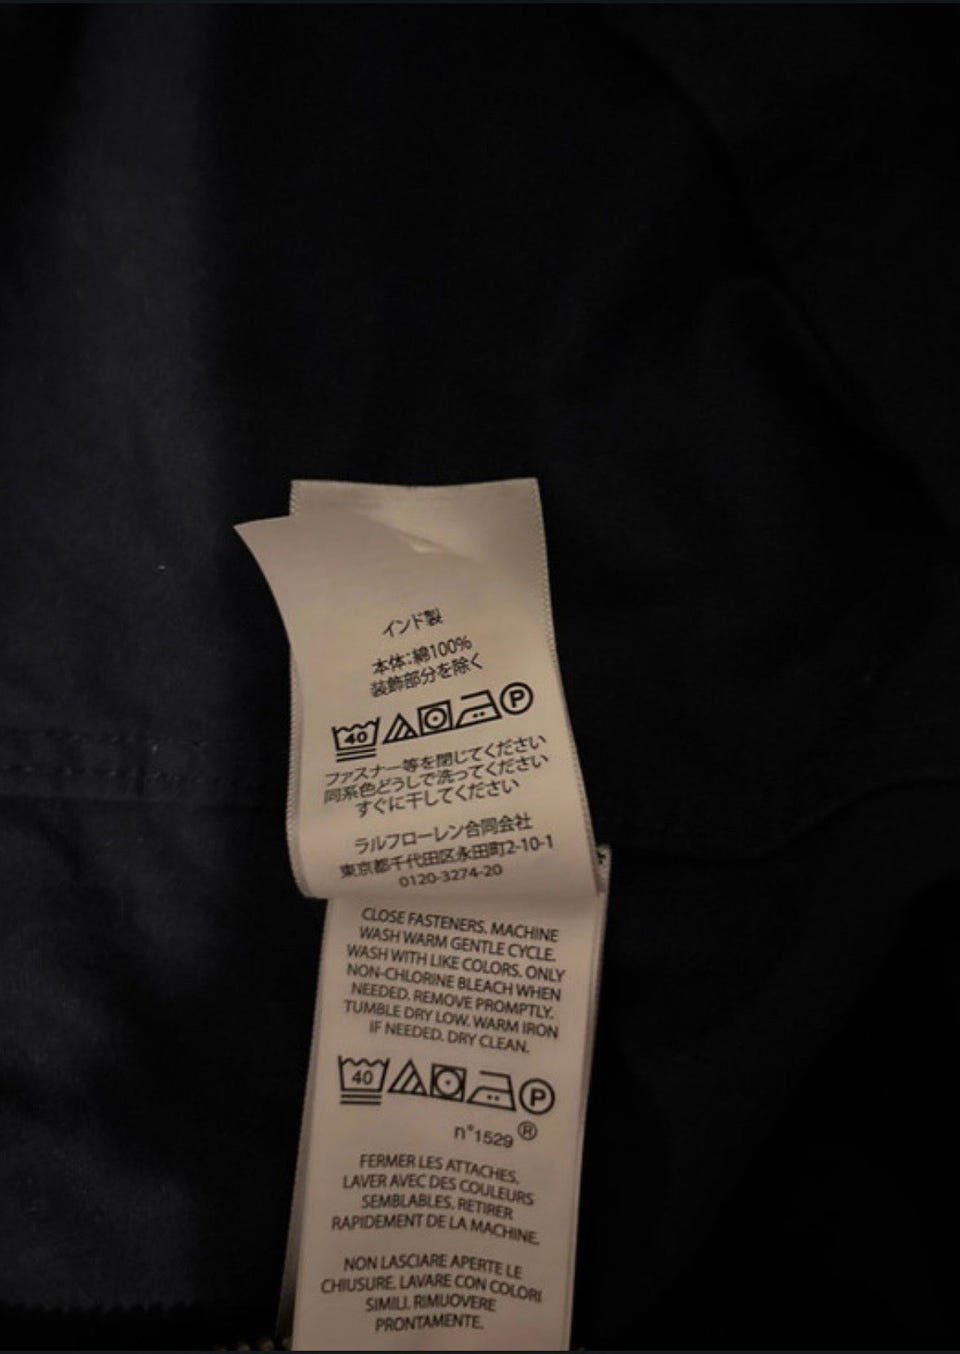 インド製
本体:綿100%
装飾部分を除く
40 P
ファスナー等を閉じてください
同系色どうしで洗ってください
すぐに干してください
ラルフローレン合同会社
東京都千代田区永田町2-10-1
0120-3274-20
CLOSE FASTENERS. MACHINE
WASH WARM GENTLE CYCLE.
WASH WITH LIKE COLORS. ONLY
NON-CHLORINE BLEACH WHEN
NEEDED. REMOVE PROMPTLY.
TUMBLE DRY LOW. WARM IRON
IF NEEDED. DRY CLEAN.
40 P
n°1529 ®
FERMER LES ATTACHES.
LAVER AVEC DES COULEURS
SEMBLABLES. RETIRER
RAPIDEMENT DE LA MACHINE.
NON LASCIARE APERTE LE
CHIUSURE. LAVARE CON COLORI
SIMILI. RIMUOVERE
PRONTAMENTE.